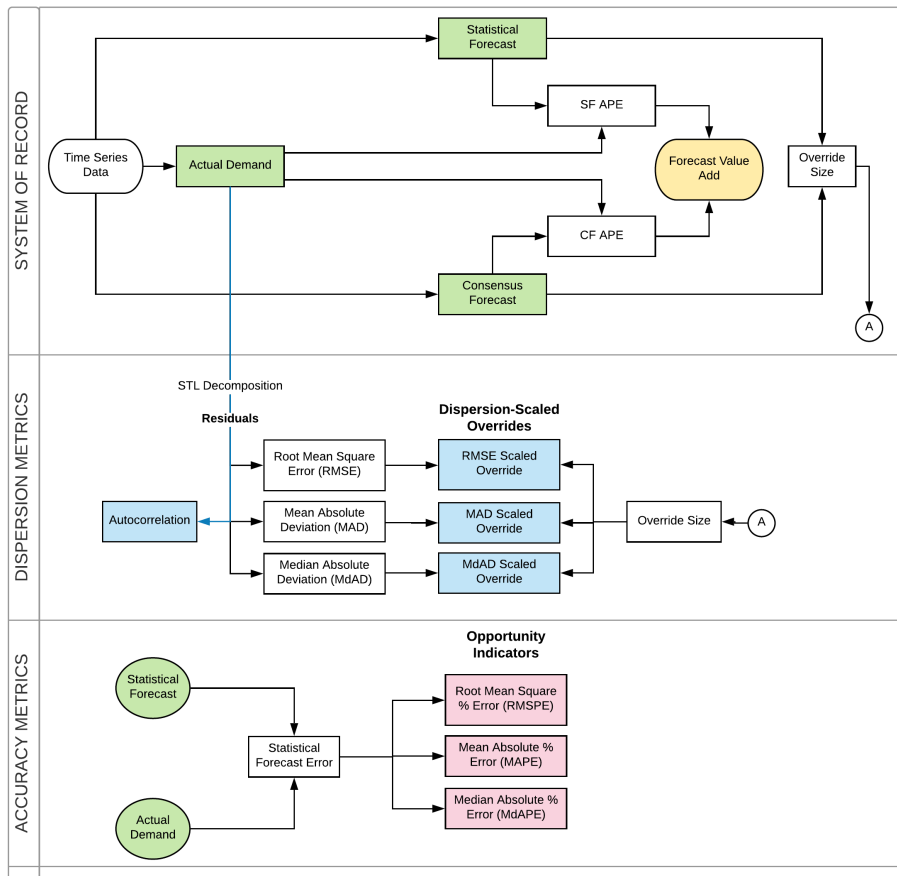 SYSTEM OF RECORD
Statistical
Forecast
SF APE
Time Series
Data
Actual Demand
Forecast Value
Add
Override
Size
CF APE
Consensus
Forecast
A
DISPERSION METRICS
STL Decomposition
Residuals
Dispersion-Scaled
Overrides
Root Mean Square
Error (RMSE)
RMSE Scaled
Override
Autocorrelation
Mean Absolute
Deviation (MAD)
MAD Scaled
Override
Override Size
A
Median Absolute
Deviation (MdAD)
MdAD Scaled
Override
ACCURACY METRICS
Opportunity
Indicators
Statistical
Forecast
Root Mean Square
% Error (RMSPE)
Statistical
Forecast Error
Mean Absolute %
Error (MAPE)
Actual
Demand
Median Absolute %
Error (MdAPE)